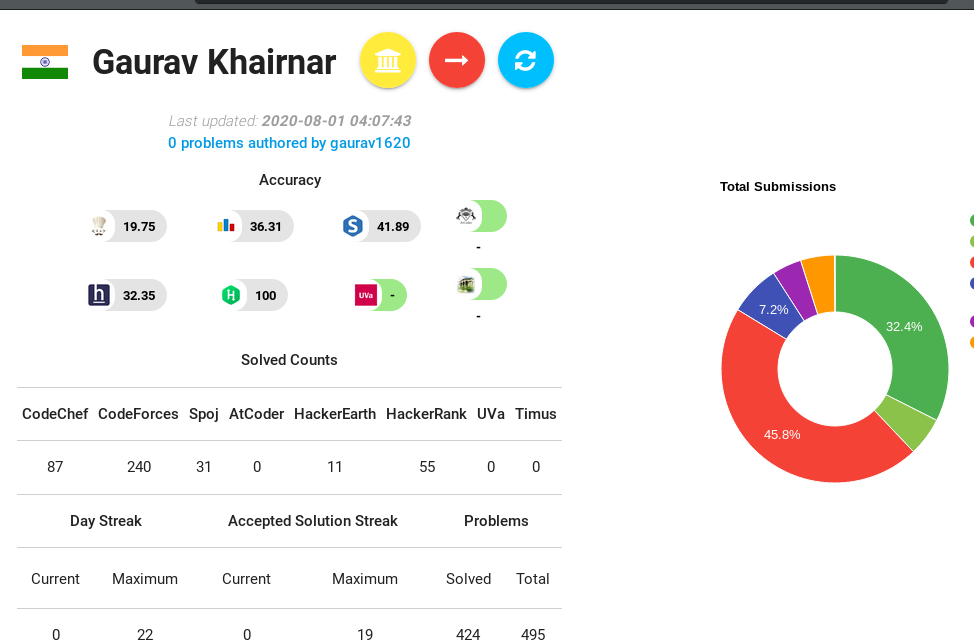 Gaurav Khairnar
Last updated: 2020-08-01 04:07:43
0 problems authored by gaurav1620
Accuracy
19.75 36.31 S 41.89 -
h 32.35 H 100 UVa - -
Solved Counts
CodeChef CodeForces Spoj AtCoder HackerEarth HackerRank UVa Timus
87 240 31 0 11 55 0 0
Day Streak Accepted Solution Streak Problems
Current Maximum Current Maximum Solved Total
0 22 0 19 424 495
Total Submissions
32.4%
7.2%
45.8%